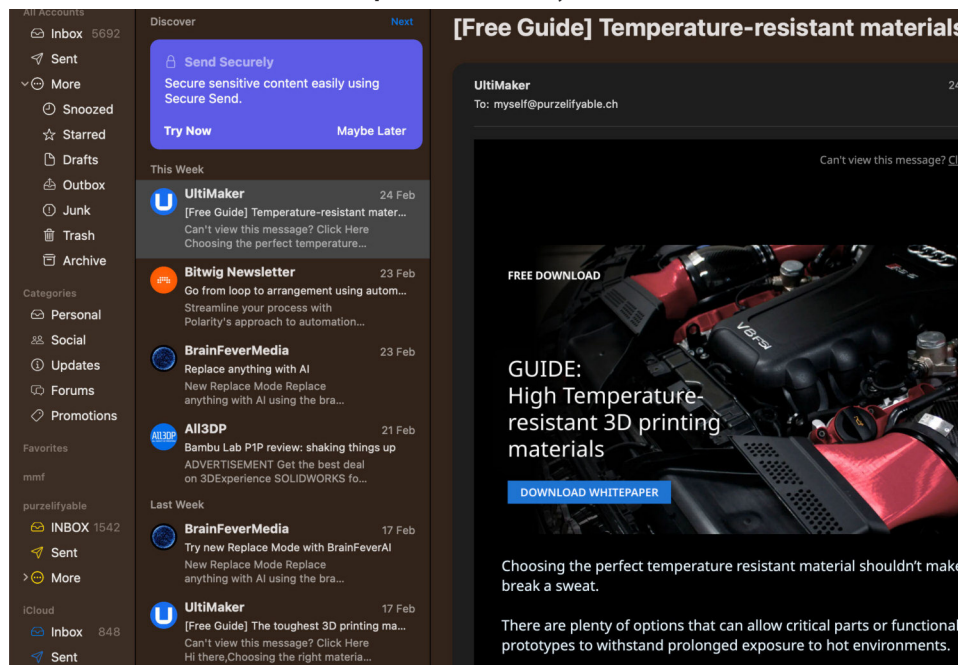 All Accounts
Inbox 5692
Sent
More
Snoozed
Starred
Drafts
Outbox
Junk
Trash
Archive
Categories
Personal
Social
Updates
Forums
Promotions
Favorites
mmf
purzelifyable
INBOX 1542
Sent
More
iCloud
Inbox 848
Sent
Discover Next
Send Securely
Secure sensitive content easily using
Secure Send.
Try Now Maybe Later
This Week
UltiMaker 24 Feb
[Free Guide] Temperature-resistant mater...
Can't view this message? Click Here
Choosing the perfect temperature...
Bitwig Newsletter 23 Feb
Go from loop to arrangement using autom...
Streamline your process with
Polarity's approach to automation...
BrainFeverMedia 23 Feb
Replace anything with AI
New Replace Mode Replace
anything with AI using the bra...
All3DP
All3DP 21 Feb
Bambu Lab P1P review: shaking things up
ADVERTISEMENT Get the best deal
on 3DExperience SOLIDWORKS fo...
Last Week
BrainFeverMedia 17 Feb
Try new Replace Mode with BrainFeverAI
New Replace Mode Replace
anything with AI using the bra...
UltiMaker 17 Feb
[Free Guide] The toughest 3D printing ma...
Can't view this message? Click Here
Hi there,Choosing the right materia...
[Free Guide] Temperature-resistant materials
UltiMaker 24
To: myself@purzelifyable.ch
Can't view this message? Cl
FREE DOWNLOAD
V8 FSI
GUIDE:
High Temperature-
resistant 3D printing
materials
DOWNLOAD WHITEPAPER
Choosing the perfect temperature resistant material shouldn't make
break a sweat.
There are plenty of options that can allow critical parts or functional
prototypes to withstand prolonged exposure to hot environments.